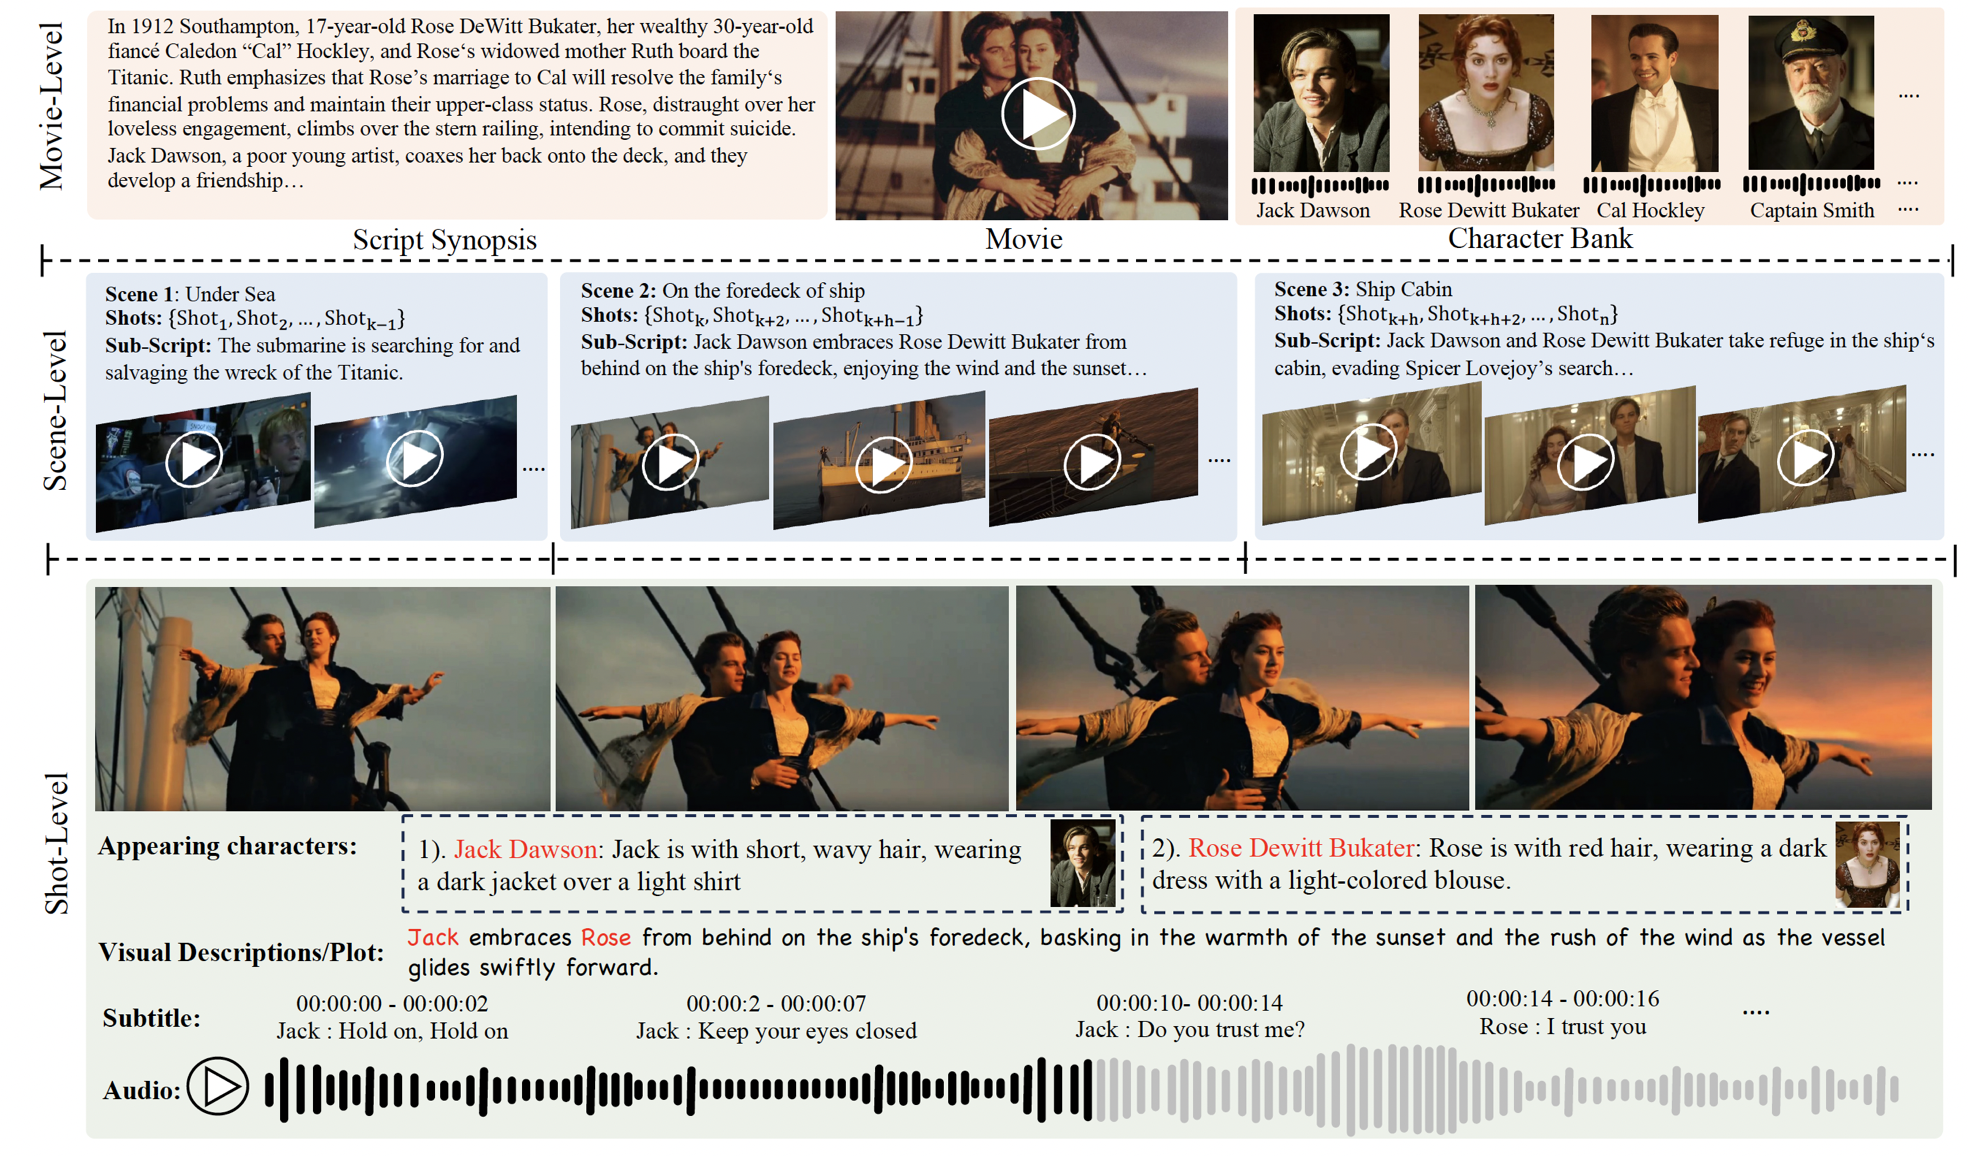 Movie-Level
In 1912 Southampton, 17-year-old Rose DeWitt Bukater, her wealthy 30-year-old
fiancé Caledon “Cal” Hockley, and Rose‘s widowed mother Ruth board the
Titanic. Ruth emphasizes that Rose’s marriage to Cal will resolve the family‘s
financial problems and maintain their upper-class status. Rose, distraught over her
loveless engagement, climbs over the stern railing, intending to commit suicide.
Jack Dawson, a poor young artist, coaxes her back onto the deck, and they
develop a friendship…
....
....
Jack Dawson
Rose Dewitt Bukater
Cal Hockley
Captain Smith
....
Script Synopsis
Movie
Character Bank
Scene-Level
Scene 1: Under Sea
Shots: {Shot₁, Shot₂, … , Shotₖ₋₁}
Sub-Script: The submarine is searching for and
salvaging the wreck of the Titanic.
....
Scene 2: On the foredeck of ship
Shots: {Shotₖ, Shotₖ₊₂, … , Shotₖ₊ₕ₋₁}
Sub-Script: Jack Dawson embraces Rose Dewitt Bukater from
behind on the ship's foredeck, enjoying the wind and the sunset…
....
Scene 3: Ship Cabin
Shots: {Shotₖ₊ₕ, Shotₖ₊ₕ₊₂, … , Shotₙ}
Sub-Script: Jack Dawson and Rose Dewitt Bukater take refuge in the ship‘s
cabin, evading Spicer Lovejoy’s search…
....
Shot-Level
Appearing characters:
1). Jack Dawson: Jack is with short, wavy hair, wearing
a dark jacket over a light shirt
2). Rose Dewitt Bukater: Rose is with red hair, wearing a dark
dress with a light-colored blouse.
Visual Descriptions/Plot:
Jack embraces Rose from behind on the ship's foredeck, basking in the warmth of the sunset and the rush of the wind as the vessel
glides swiftly forward.
Subtitle:
00:00:00 - 00:00:02
Jack : Hold on, Hold on
00:00:2 - 00:00:07
Jack : Keep your eyes closed
00:00:10- 00:00:14
Jack : Do you trust me?
00:00:14 - 00:00:16
Rose : I trust you
....
Audio: